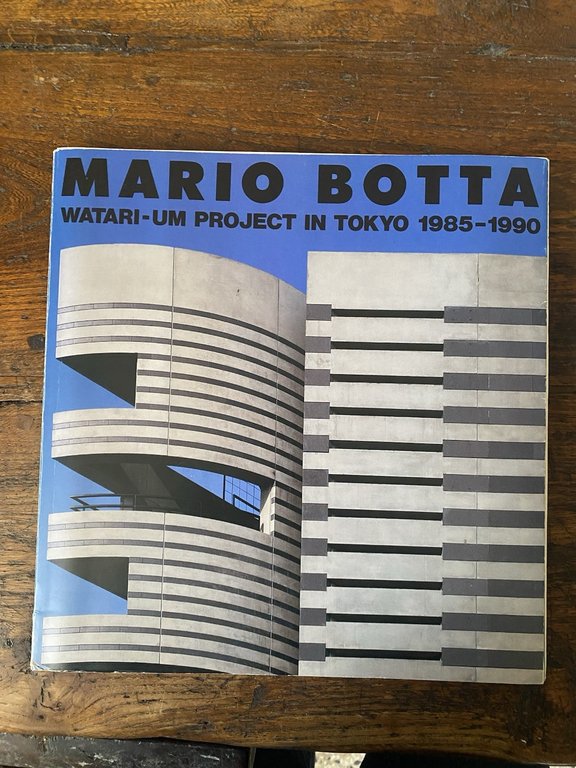 MARIO BOTTA
WATARI-UM PROJECT IN TOKYO 1985-1990